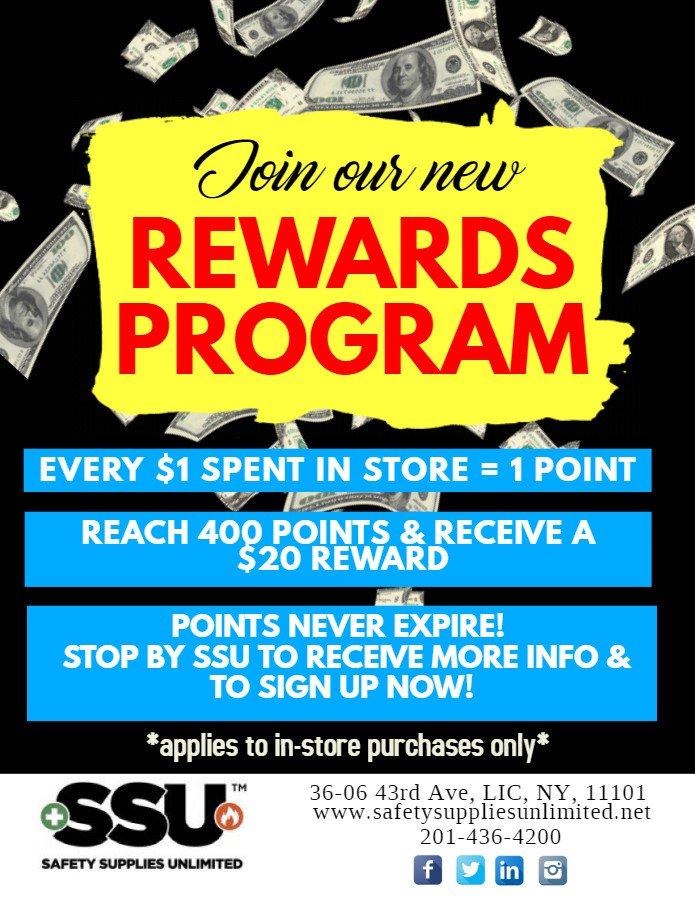 Join our new
REWARDS
PROGRAM
EVERY $1 SPENT IN STORE = 1 POINT
REACH 400 POINTS & RECEIVE A
$20 REWARD
POINTS NEVER EXPIRE!
STOP BY SSU TO RECEIVE MORE INFO &
TO SIGN UP NOW!
*applies to in-store purchases only*
SSU™
SAFETY SUPPLIES UNLIMITED
36-06 43rd Ave, LIC, NY, 11101
www.safetysuppliesunlimited.net
201-436-4200